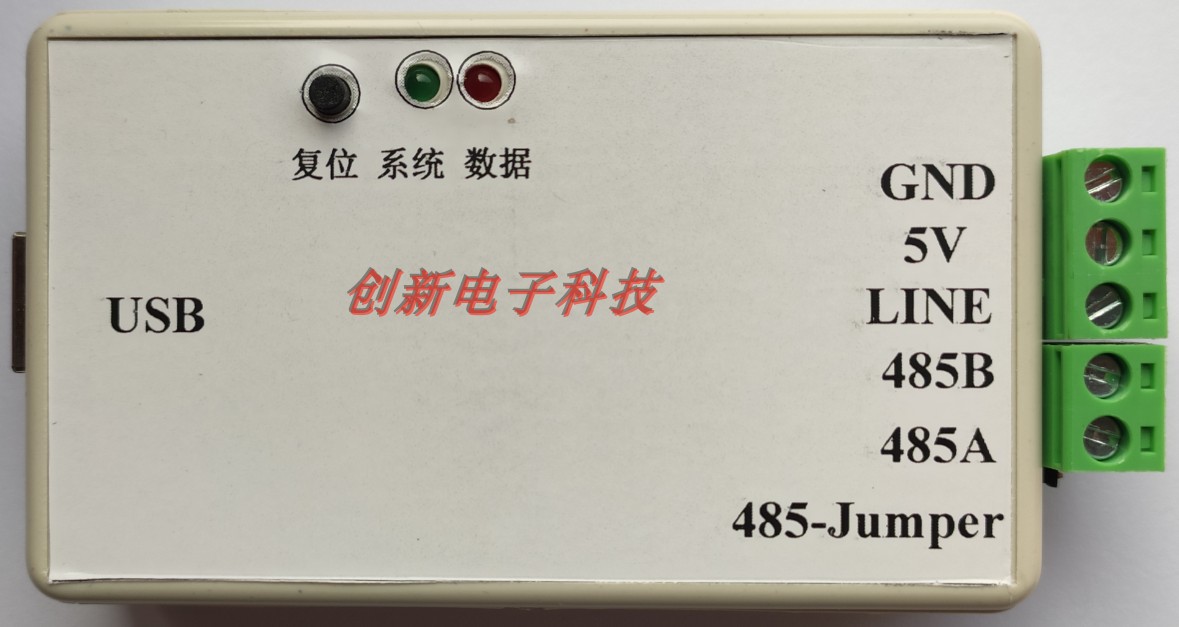 复位 系统 数据
GND
5V
创新电子科技
USB
LINE
485B
485A
485-Jumper